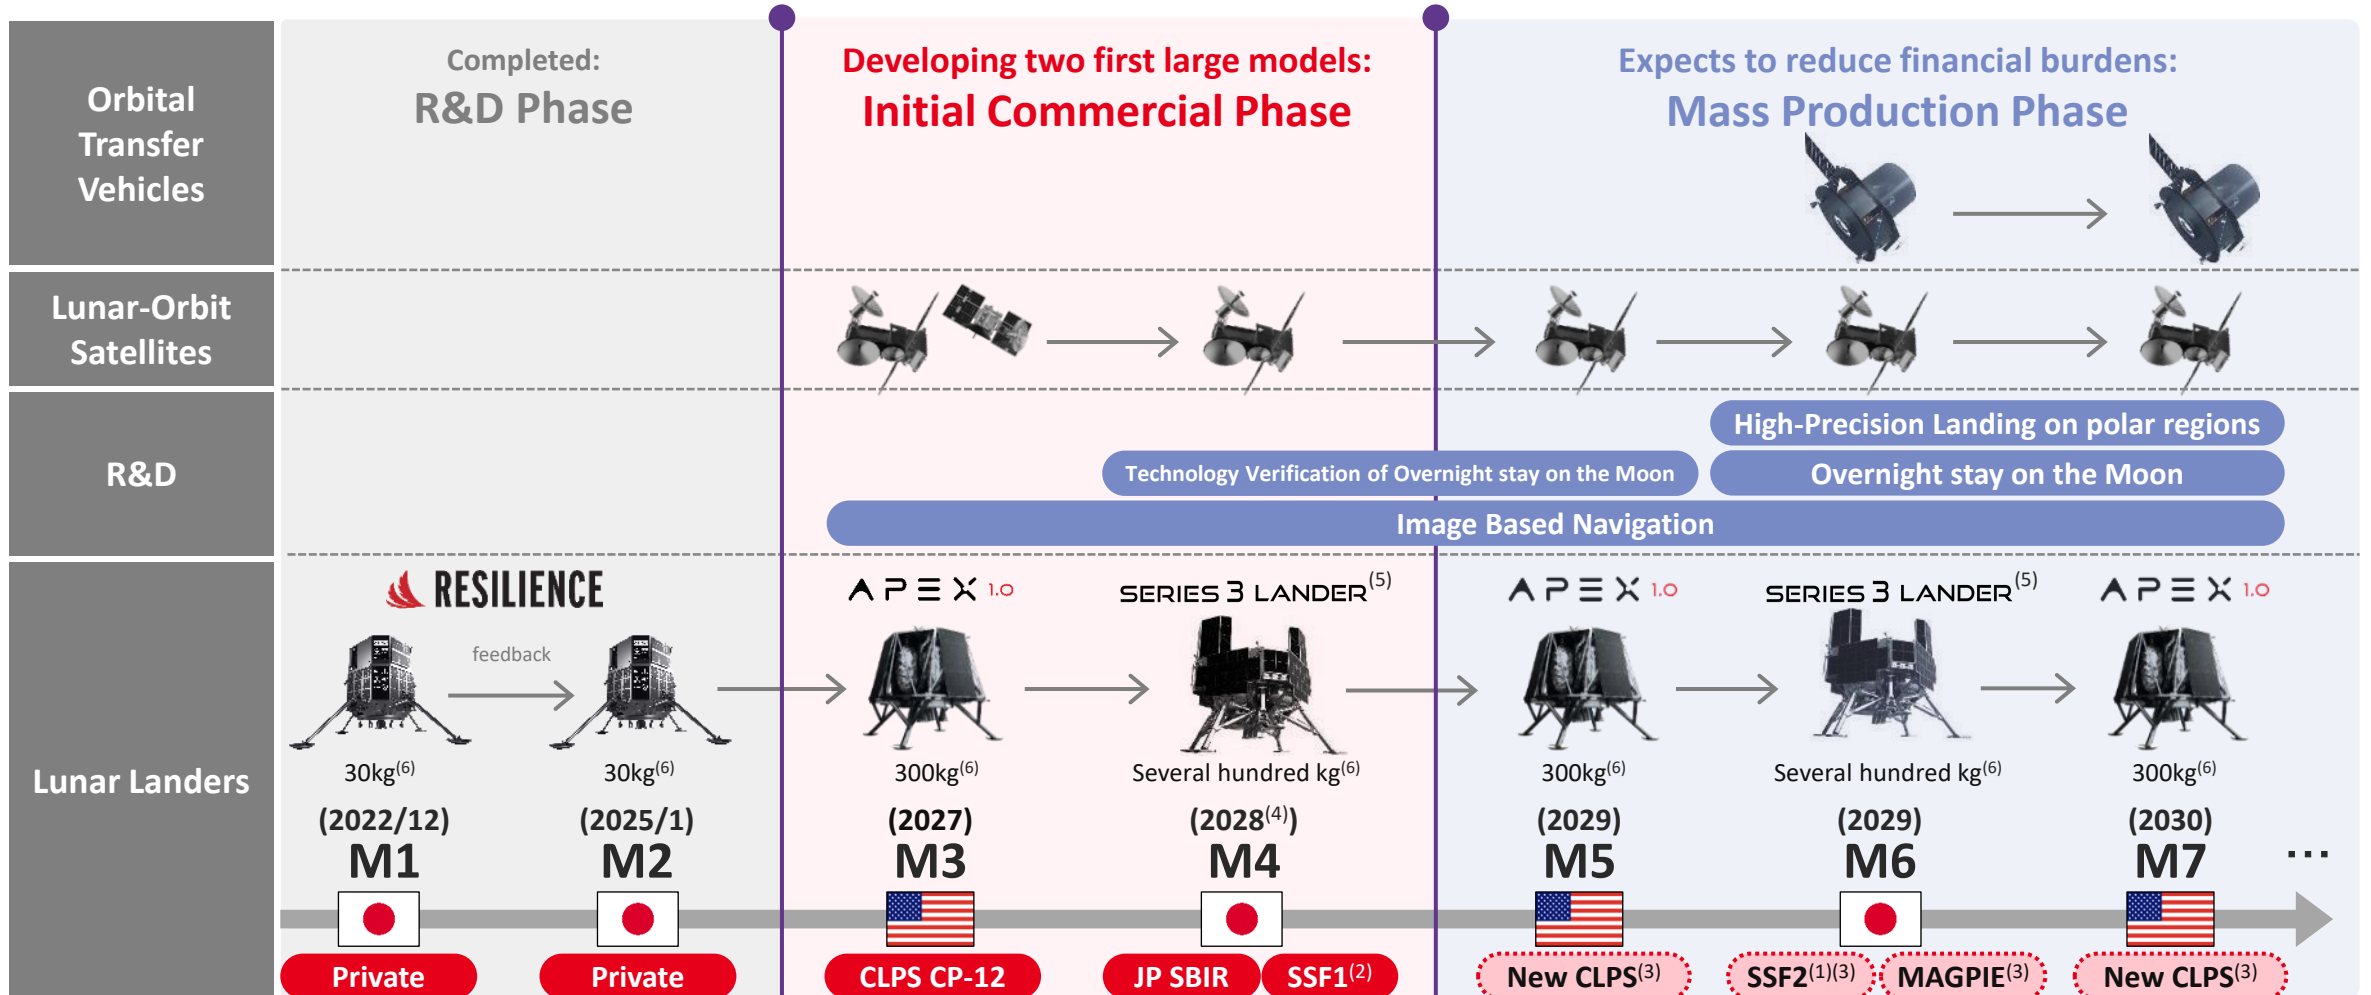 Orbital
Transfer
Vehicles
Completed:
R&D Phase
Developing two first large models:
Initial Commercial Phase
Expects to reduce financial burdens:
Mass Production Phase
Lunar-Orbit
Satellites
R&D
High-Precision Landing on polar regions
Technology Verification of Overnight stay on the Moon
Overnight stay on the Moon
Image Based Navigation
Lunar Landers
RESILIENCE
APEX 1.0
SERIES 3 LANDER(5)
APEX 1.0
SERIES 3 LANDER(5)
APEX 1.0
feedback
30kg(6)
30kg(6)
300kg(6)
Several hundred kg(6)
300kg(6)
Several hundred kg(6)
300kg(6)
(2022/12)
(2025/1)
(2027)
(2028(4))
(2029)
(2029)
(2030)
M1
M2
M3
M4
M5
M6
M7
...
Private
Private
CLPS CP-12
JP SBIR
SSF1(2)
New CLPS(3)
SSF2(1)(3)
MAGPIE(3)
New CLPS(3)